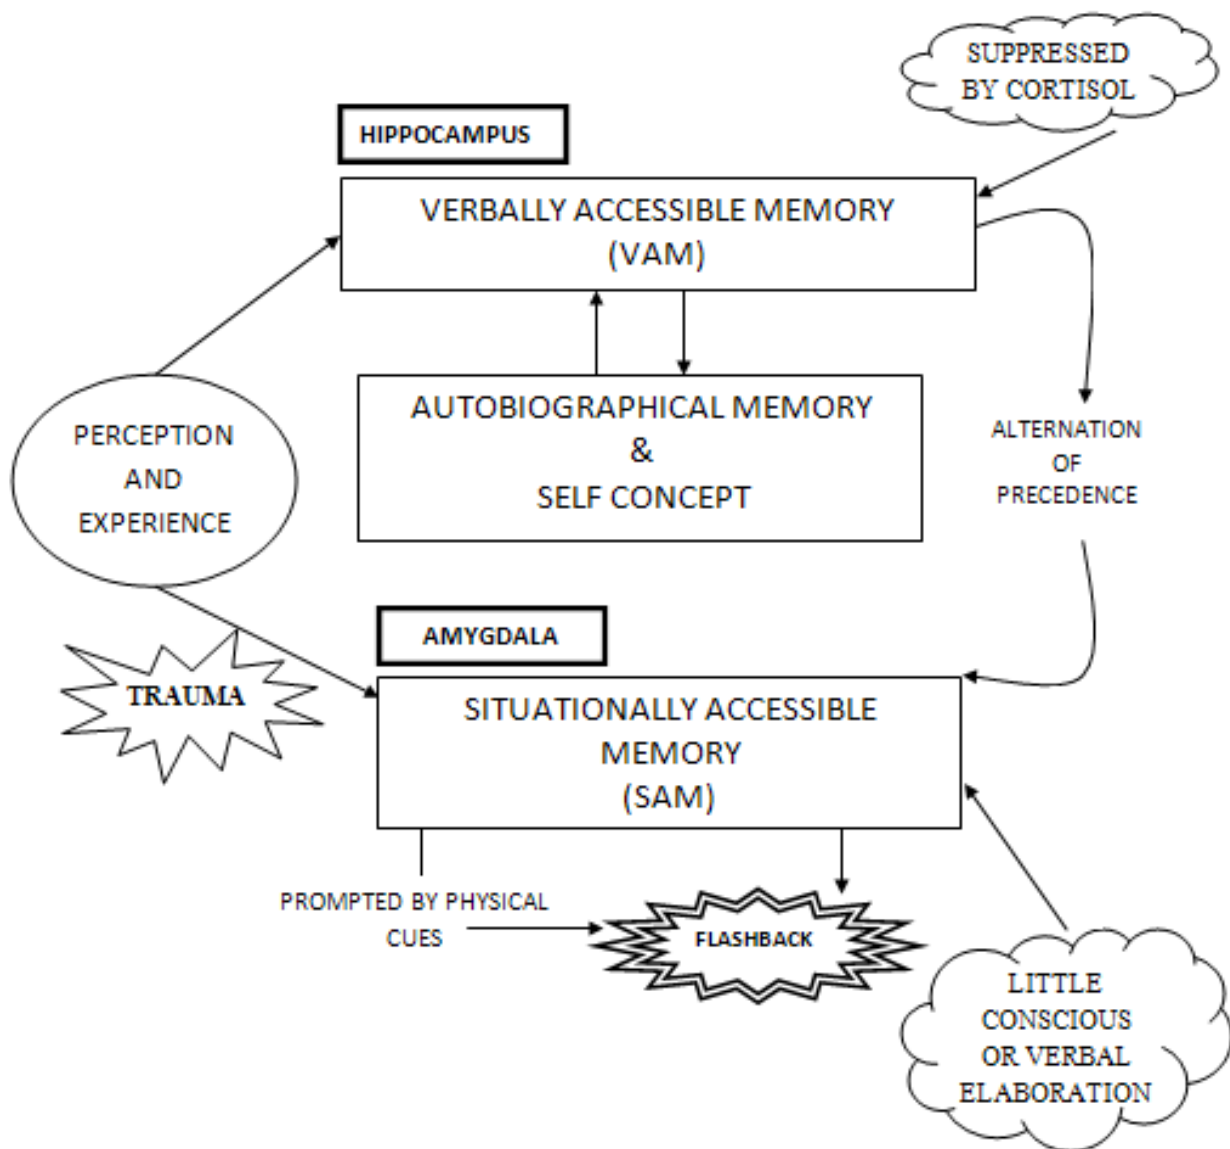 SUPPRESSED
BY CORTISOL
HIPPOCAMPUS
VERBALLY ACCESSIBLE MEMORY
(VAM)
PERCEPTION
AND
EXPERIENCE
AUTOBIOGRAPHICAL MEMORY
&
SELF CONCEPT
ALTERNATION
OF
PRECEDENCE
AMYGDALA
TRAUMA
SITUATIONALLY ACCESSIBLE
MEMORY
(SAM)
PROMPTED BY PHYSICAL
CUES
FLASHBACK
LITTLE
CONSCIOUS
OR VERBAL
ELABORATION